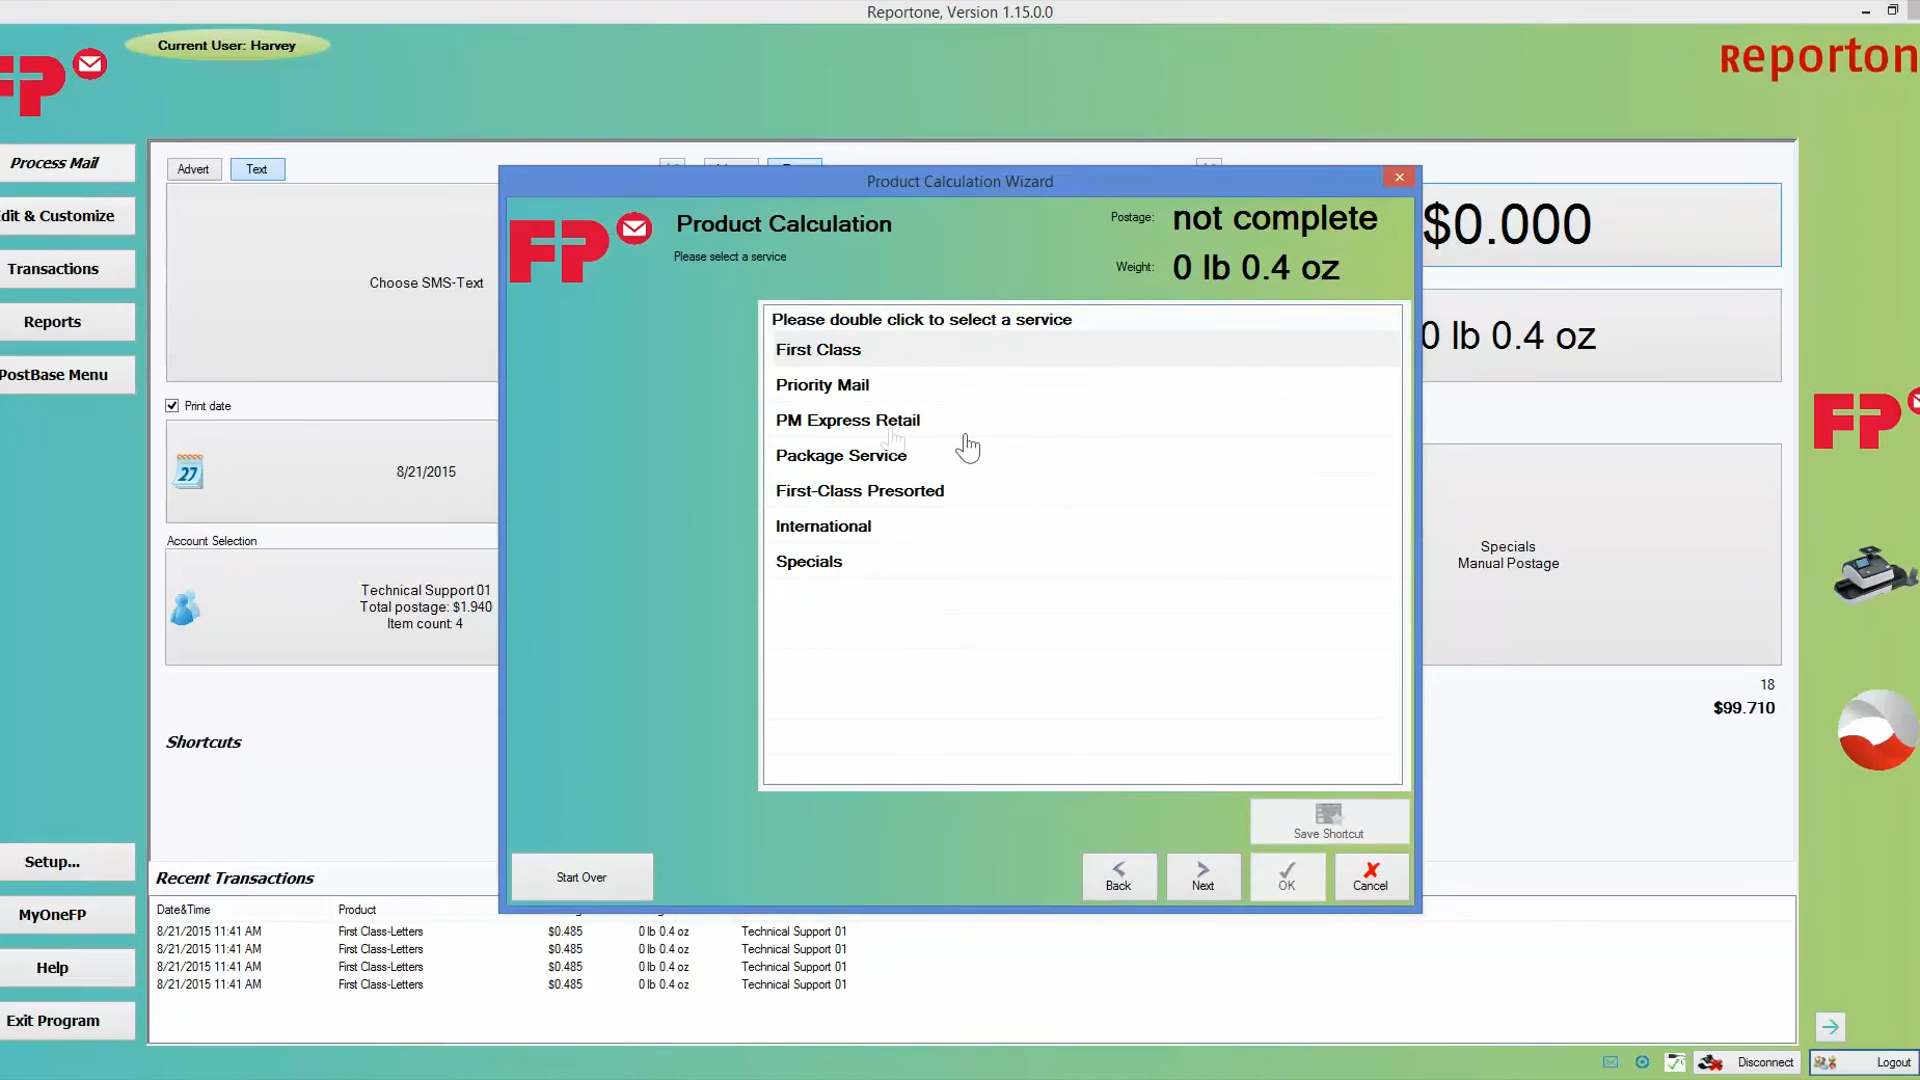 Reportone, Version 1.15.0.0
Current User: Harvey
FP
Reporton
Process Mail
dit & Customize
Transactions
Reports
PostBase Menu
Advert
Text
Choose SMS-Text
Print date
27
8/21/2015
Account Selection
Technical Support 01
Total postage: $1.940
Item count: 4
Shortcuts
Product Calculation Wizard
FP
Product Calculation
Please select a service
Postage: not complete
Weight: 0 lb 0.4 oz
Please double click to select a service
First Class
Priority Mail
PM Express Retail
Package Service
First-Class Presorted
International
Specials
Save Shortcut
Start Over
Back
Next
OK
Cancel
$0.000
0 lb 0.4 oz
Specials
Manual Postage
18
$99.710
FP
Setup...
MyOneFP
Help
Exit Program
Recent Transactions
Date&Time Product
8/21/2015 11:41 AM First Class-Letters $0.485 0 lb 0.4 oz Technical Support 01
8/21/2015 11:41 AM First Class-Letters $0.485 0 lb 0.4 oz Technical Support 01
8/21/2015 11:41 AM First Class-Letters $0.485 0 lb 0.4 oz Technical Support 01
8/21/2015 11:41 AM First Class-Letters $0.485 0 lb 0.4 oz Technical Support 01
Disconnect
Logout